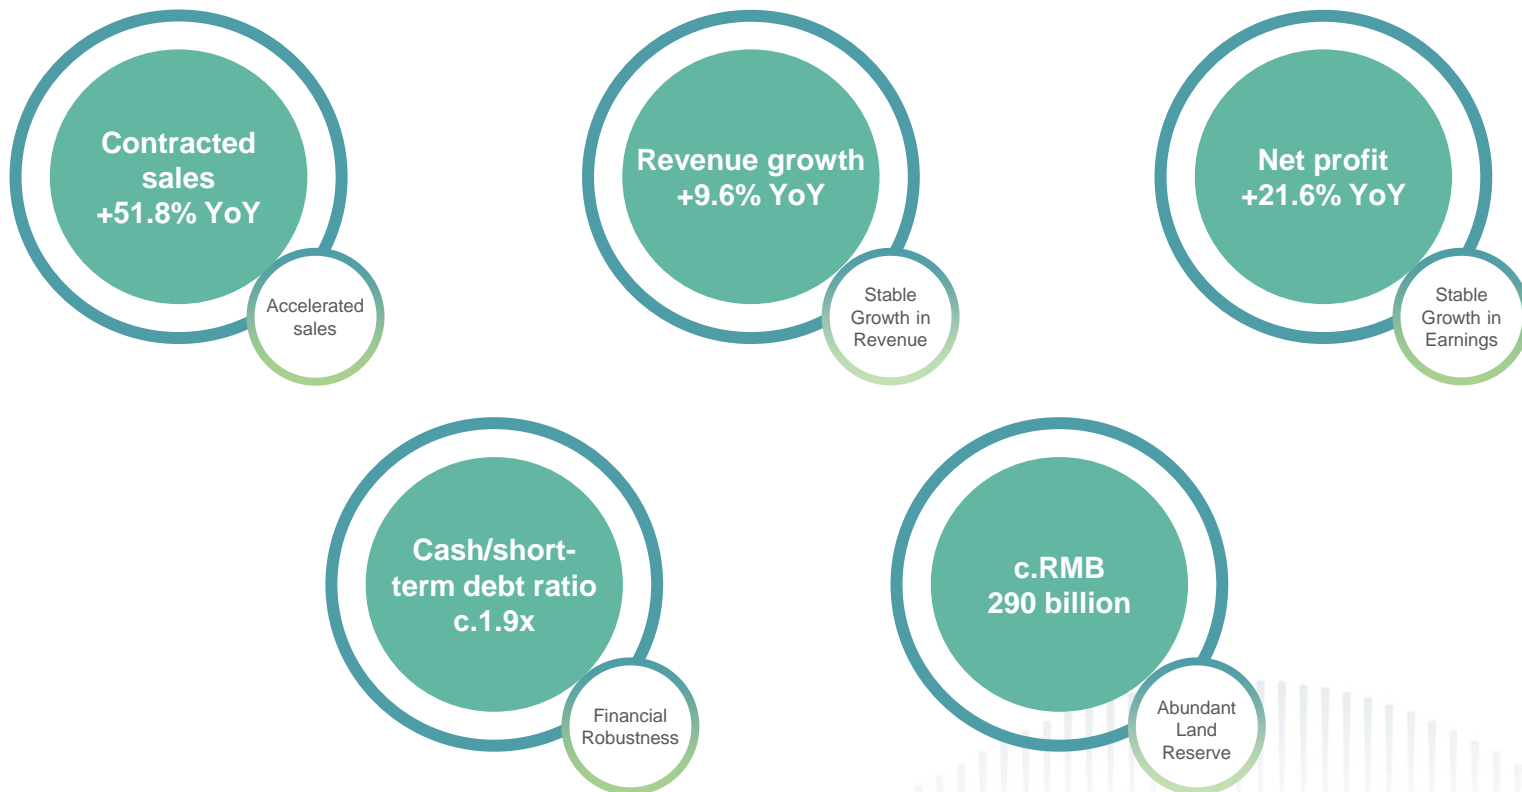 Contracted
sales
+51.8% YoY
Accelerated
sales
Revenue growth
+9.6% YoY
Stable
Growth in
Revenue
Net profit
+21.6% YoY
Stable
Growth in
Earnings
Cash/short-
term debt ratio
c.1.9x
Financial
Robustness
c.RMB
290 billion
Abundant
Land
Reserve